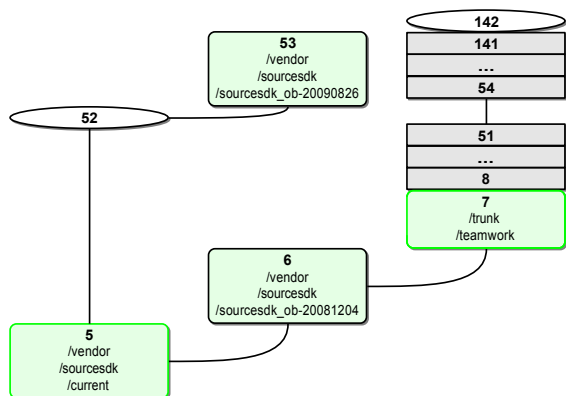 142
141
...
54
53
/vendor
/sourcesdk
/sourcesdk_ob-20090826
52
51
...
8
7
/trunk
/teamwork
6
/vendor
/sourcesdk
/sourcesdk_ob-20081204
5
/vendor
/sourcesdk
/current